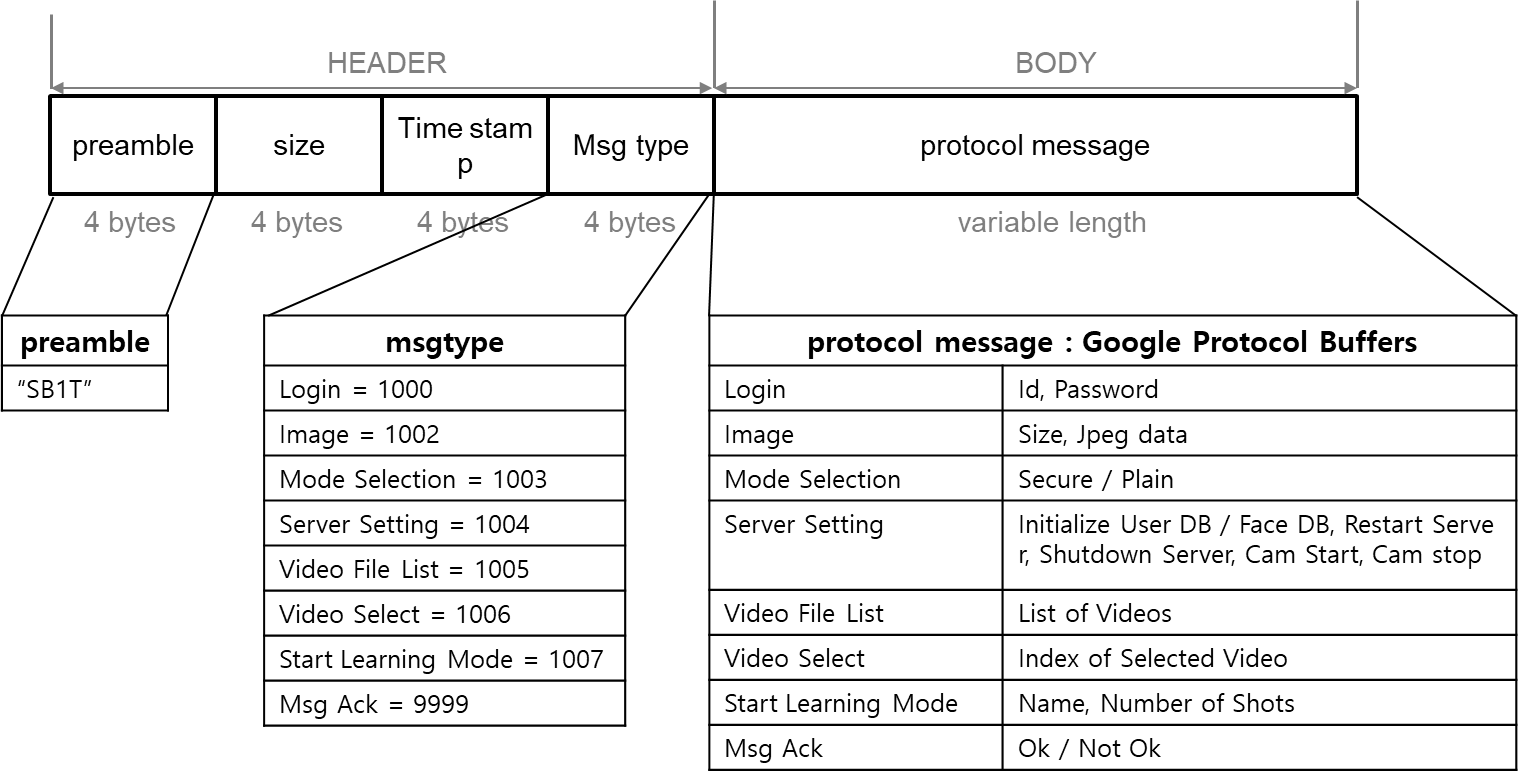 HEADER
BODY
preamble
size
Time stam
p
Msg type
protocol message
4 bytes
4 bytes
4 bytes
4 bytes
variable length
preamble
“SB1T”
msgtype
Login = 1000
Image = 1002
Mode Selection = 1003
Server Setting = 1004
Video File List = 1005
Video Select = 1006
Start Learning Mode = 1007
Msg Ack = 9999
protocol message : Google Protocol Buffers
Login
Id, Password
Image
Size, Jpeg data
Mode Selection
Secure / Plain
Server Setting
Initialize User DB / Face DB, Restart Serve
r, Shutdown Server, Cam Start, Cam stop
Video File List
List of Videos
Video Select
Index of Selected Video
Start Learning Mode
Name, Number of Shots
Msg Ack
Ok / Not Ok